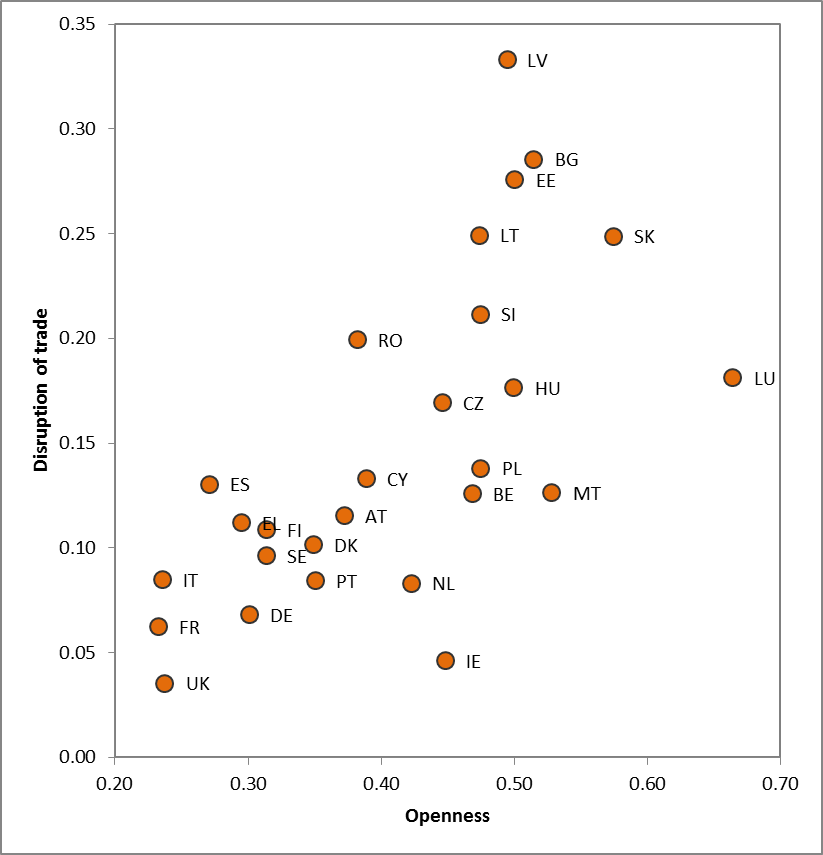 0.35
LV
0.30
BG
EE
0.25
LT
SK
SI
0.20
RO
LU
HU
CZ
0.15
PL
CY
ES
BE
MT
AT
EL
FI
0.10
DK
SE
IT
PT
NL
DE
FR
0.05
IE
UK
0.00
Disruption of trade
0.20 0.30 0.40 0.50 0.60 0.70
Openness